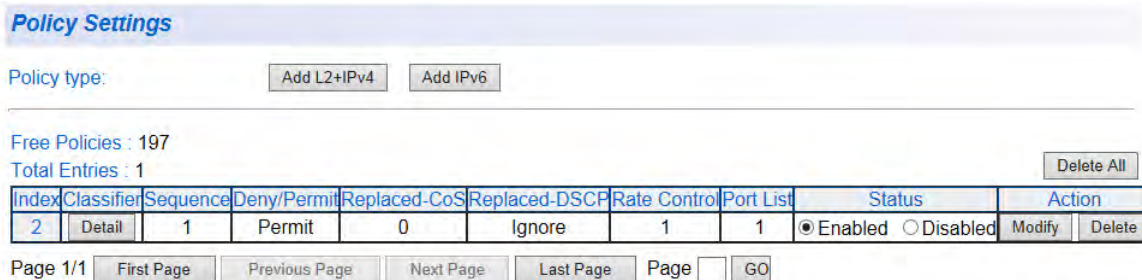 Policy Settings
Policy type: Add L2+IPv4 Add IPv6
Free Policies : 197
Total Entries : 1
Delete All
Index Classifier Sequence Deny/Permit Replaced-CoS Replaced-DSCP Rate Control Port List Status Action
2 Detail 1 Permit 0 Ignore 1 1 Enabled Disabled Modify Delete
Page 1/1 First Page Previous Page Next Page Last Page Page GO